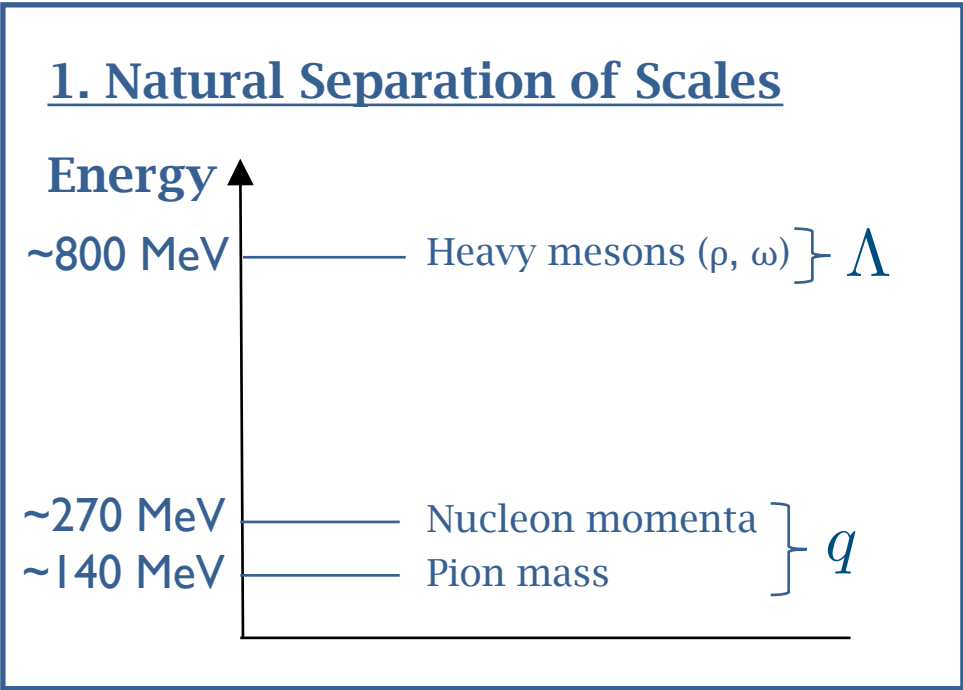 1. Natural Separation of Scales
Energy
~800 MeV Heavy mesons (ρ, ω) Λ
~270 MeV Nucleon momenta
~140 MeV Pion mass
q